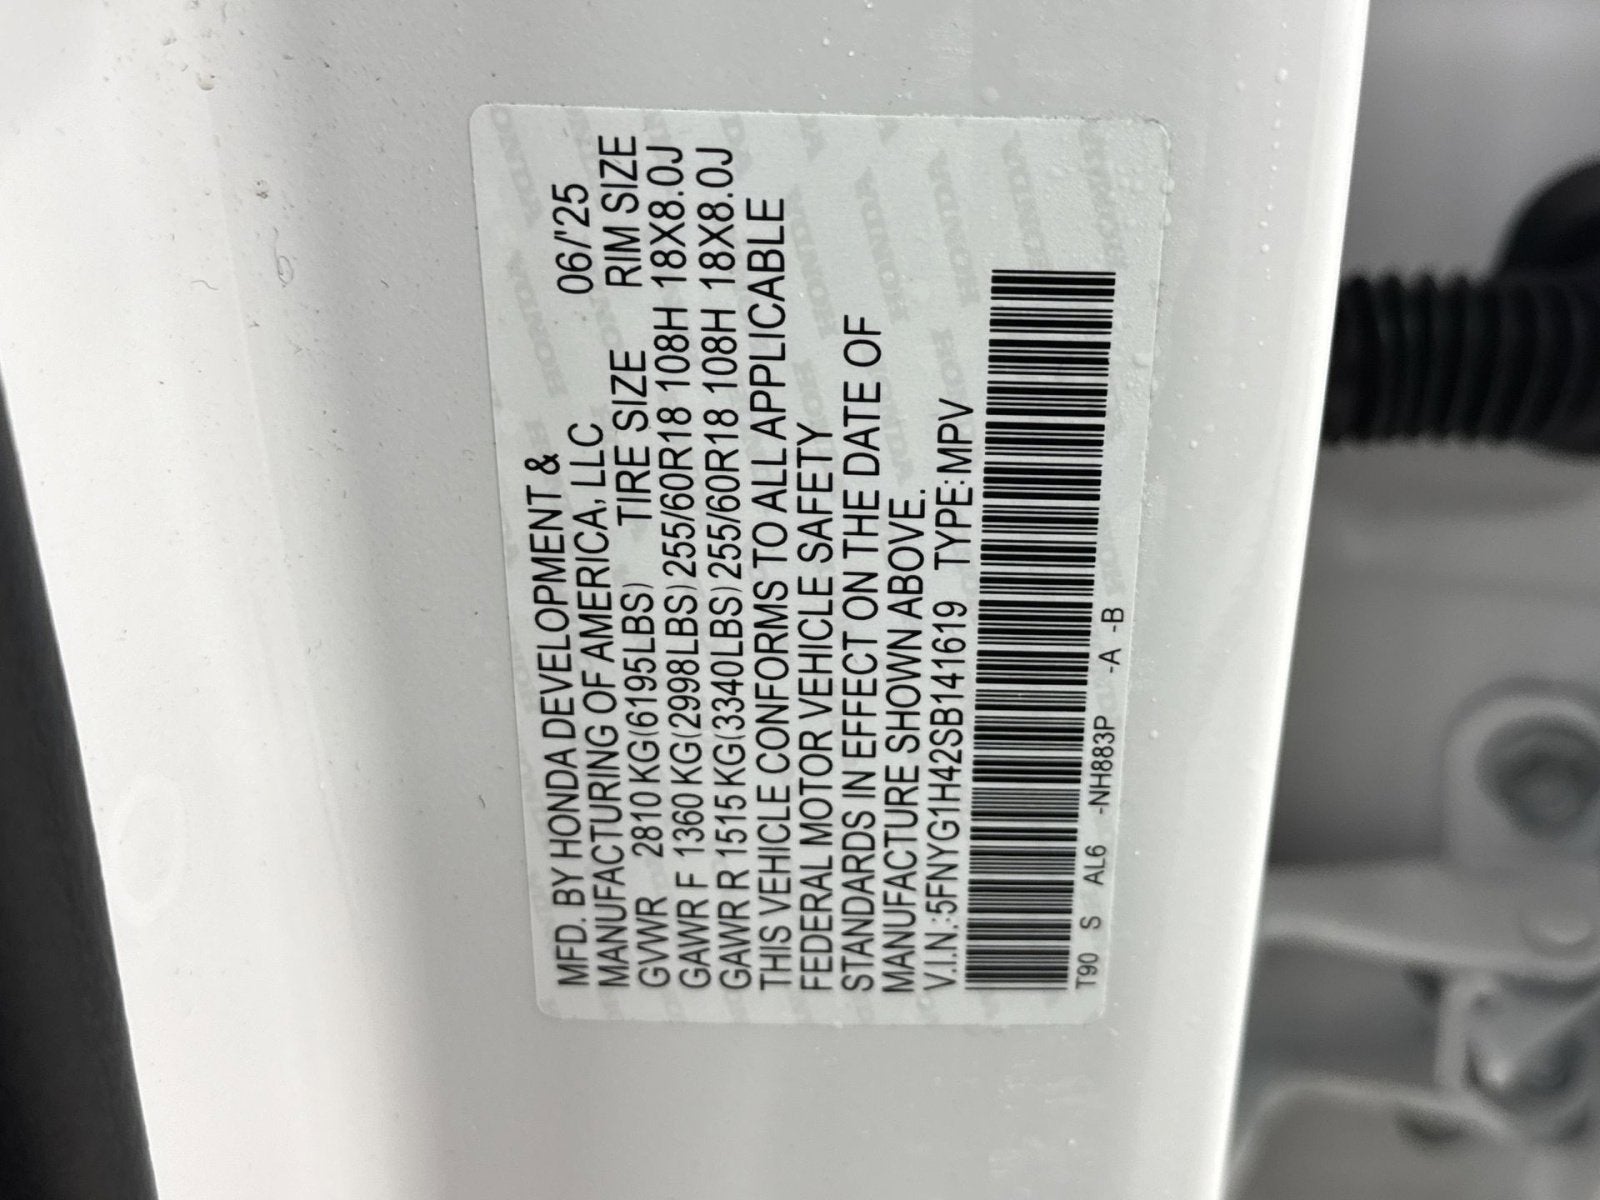 MFD. BY HONDA DEVELOPMENT &
MANUFACTURING OF AMERICA, LLC 06/'25
GVWR 2810 KG(6195LBS) TIRE SIZE RIM SIZE
GAWR F 1360 KG(2998LBS) 255/60R18 108H 18X8.0J
GAWR R 1515 KG(3340LBS) 255/60R18 108H 18X8.0J
THIS VEHICLE CONFORMS TO ALL APPLICABLE
FEDERAL MOTOR VEHICLE SAFETY
STANDARDS IN EFFECT ON THE DATE OF
MANUFACTURE SHOWN ABOVE.
V.I.N.:5FNYG1H42SB141619 TYPE:MPV
T90 S AL6 -NH883P -A -B